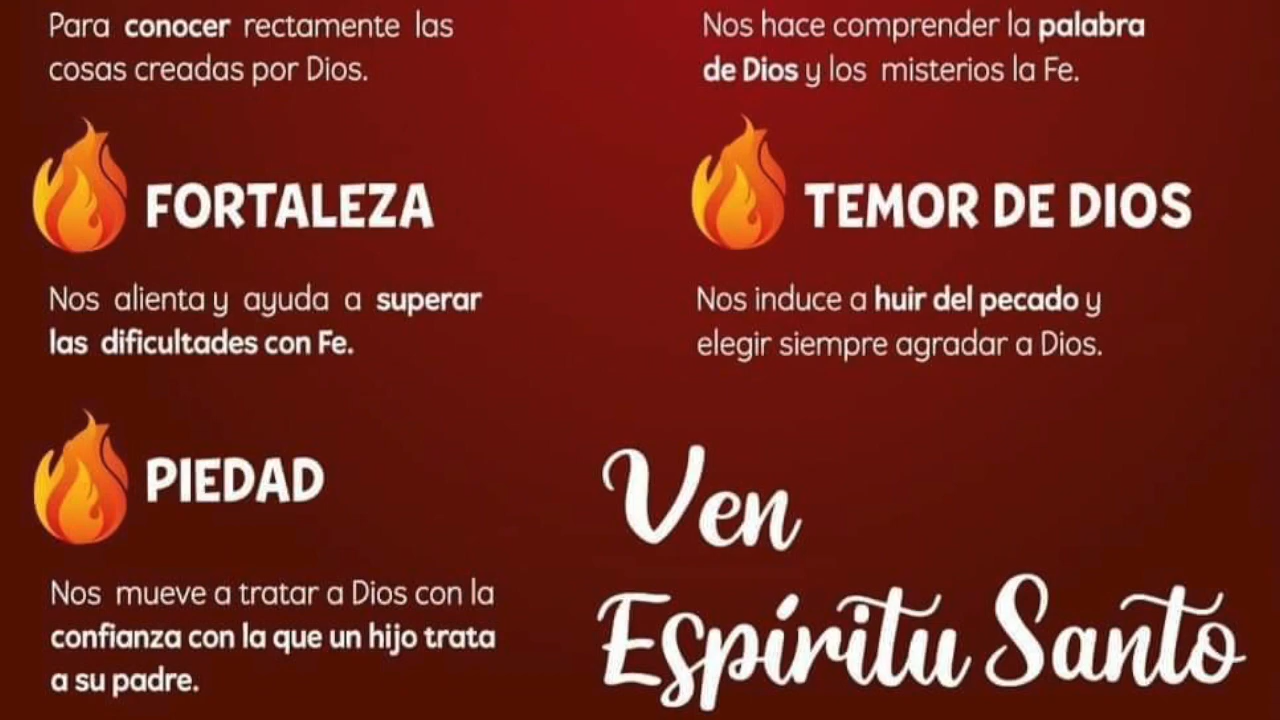 Para conocer rectamente las
cosas creadas por Dios.
Nos hace comprender la palabra
de Dios y los misterios la Fe.
FORTALEZA
Nos alienta y ayuda a superar
las dificultades con Fe.
TEMOR DE DIOS
Nos induce a huir del pecado y
elegir siempre agradar a Dios.
PIEDAD
Nos mueve a tratar a Dios con la
confianza con la que un hijo trata
a su padre.
Ven
Espíritu Santo